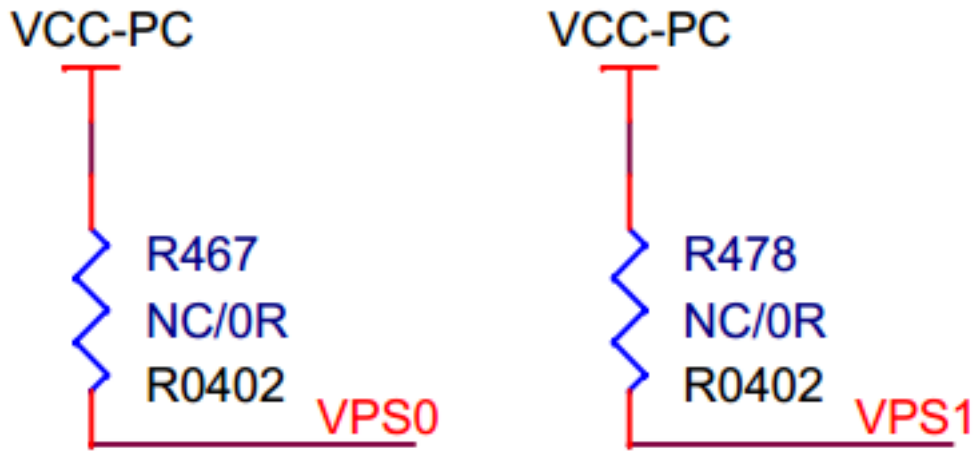 VCC-PC
R467
NC/0R
R0402
VPS0
VCC-PC
R478
NC/0R
R0402
VPS1